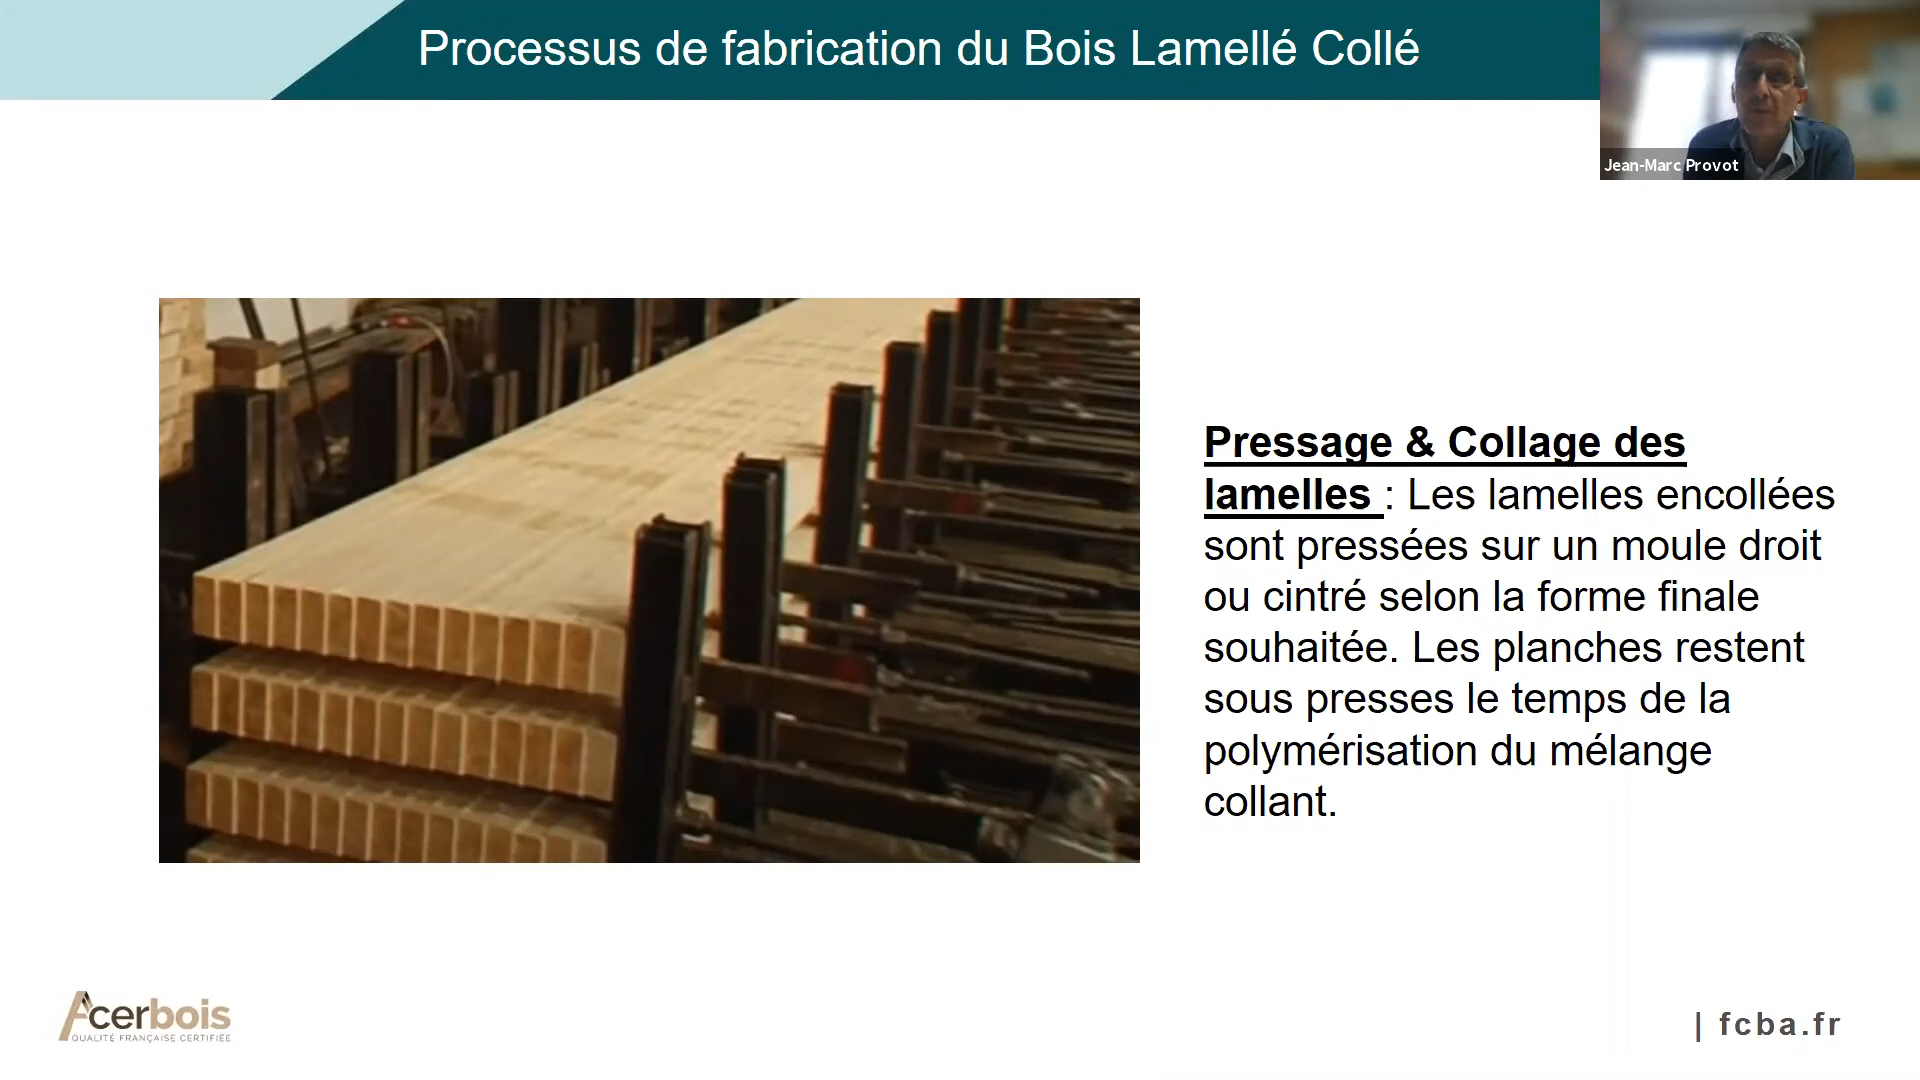 Processus de fabrication du Bois Lamellé Collé
Jean-Marc Provot
Pressage & Collage des
lamelles : Les lamelles encollées
sont pressées sur un moule droit
ou cintré selon la forme finale
souhaitée. Les planches restent
sous presses le temps de la
polymérisation du mélange
collant.
Acerbois
QUALITÉ FRANÇAISE CERTIFIÉE
| fcba.fr